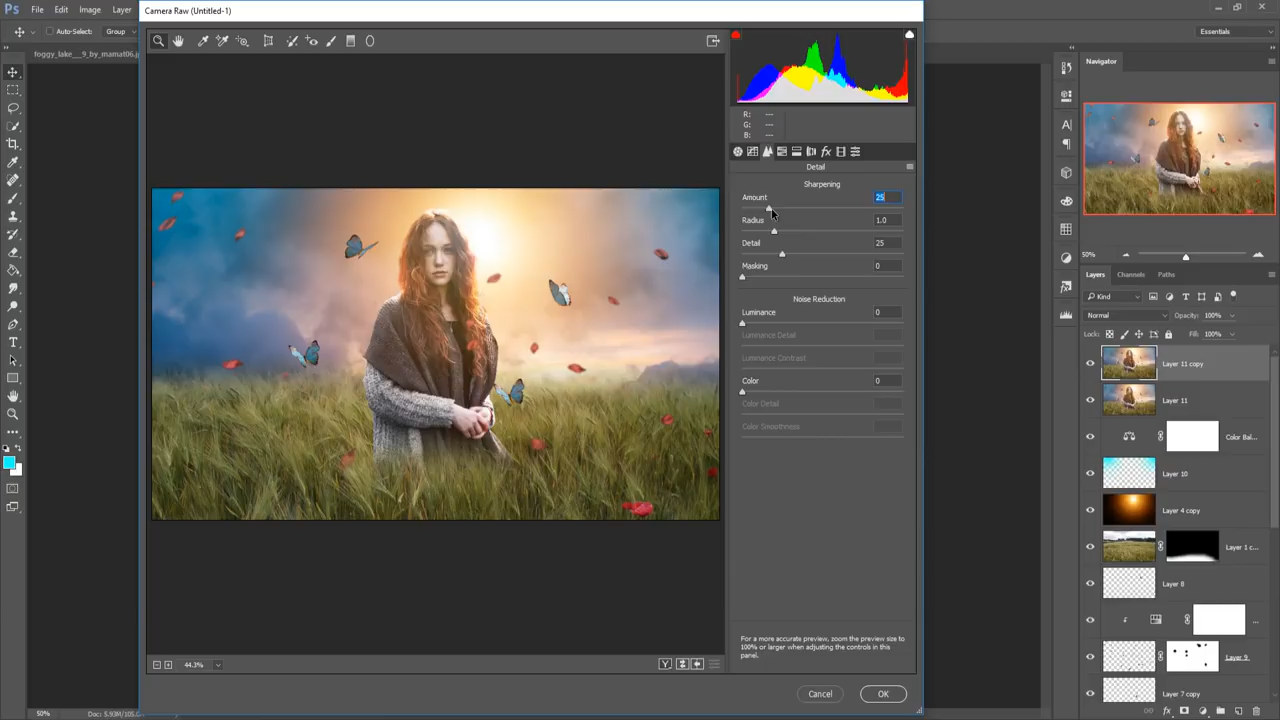 Camera Raw (Untitled-1)
Ps File Edit Image Layer
Essentials
Auto-Select: Group
foggy_lake__9_by_mamat06.j
Navigator
R: ---
G: ---
B: ---
fx
Detail
Sharpening
Amount 25
Radius 1.0
Detail 25
Masking 0
Noise Reduction
Luminance 0
Luminance Detail
Luminance Contrast
Color 0
Color Detail
Color Smoothness
50%
Layers Channels Paths
Kind
Normal Opacity: 100%
Lock: Fill: 100%
Layer 11 copy
Layer 11
Color Bal...
Layer 10
Layer 4 copy
Layer 1 c...
Layer 8
...
Layer 9
Layer 7 copy
For a more accurate preview, zoom the preview size to
100% or larger when adjusting the controls in this
panel.
44.3% Y
Cancel OK
50% Doc: 5.93M/105.0
fx